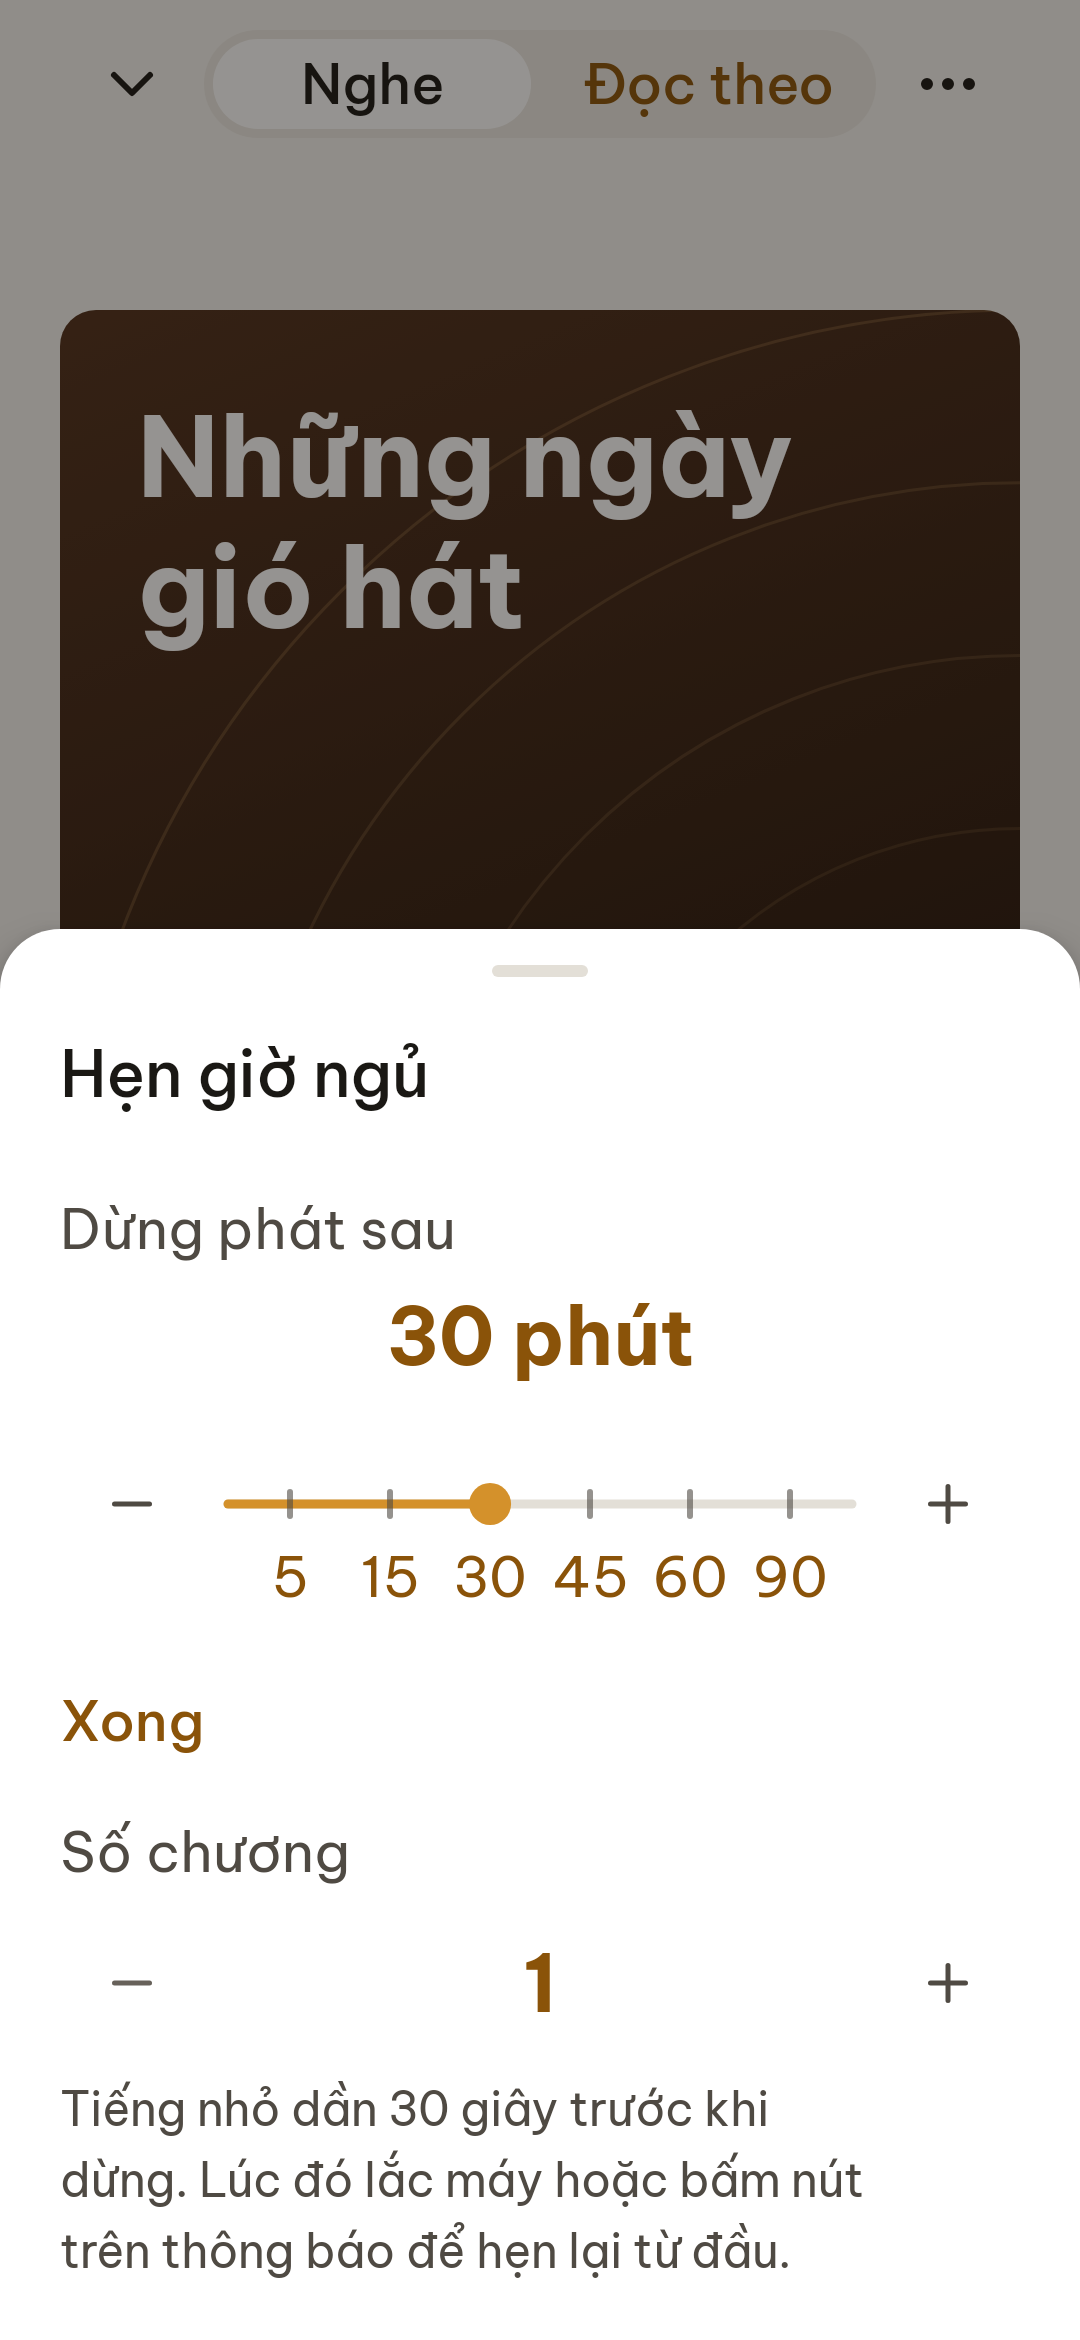 Nghe
Đọc theo
Những ngày
gió hát
Hẹn giờ ngủ
Dừng phát sau
30 phút
5 15 30 45 60 90
Xong
Số chương
1
Tiếng nhỏ dần 30 giây trước khi
dừng. Lúc đó lắc máy hoặc bấm nút
trên thông báo để hẹn lại từ đầu.